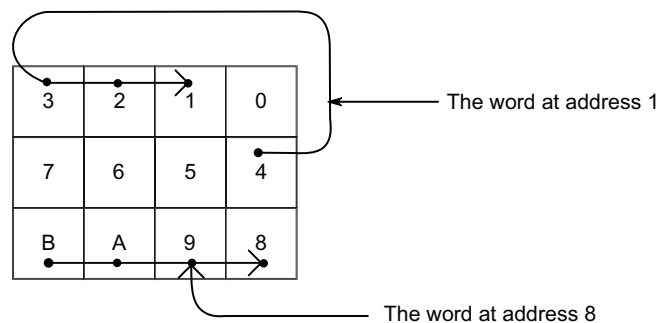 3 2 1 0
The word at address 1
7 6 5 4
B A 9 8
The word at address 8